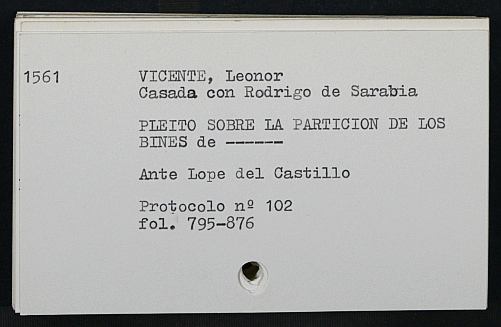 1561 VICENTE, Leonor
Casada con Rodrigo de Sarabia
PLEITO SOBRE LA PARTICION DE LOS
BINES de ------
Ante Lope del Castillo
Protocolo nº 102
fol. 795-876